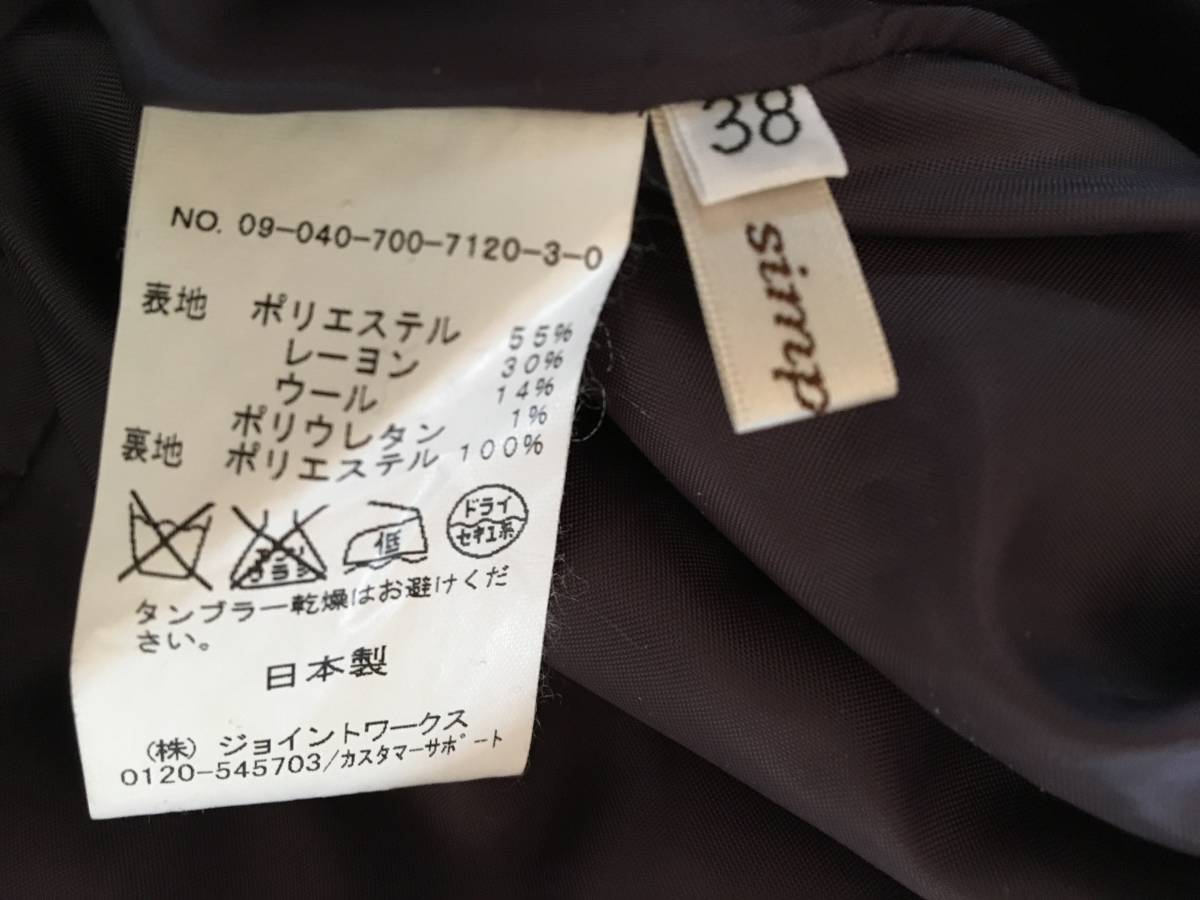 NO. 09-040-700-7120-3-0
表地 ポリエステル 55%
レーヨン 30%
ウール 14%
ポリウレタン 1%
裏地 ポリエステル 100%
低
ドライ
セキユ系
タンブラー乾燥はお避けくだ
さい。
日本製
(株) ジョイントワークス
0120-545703/カスタマーサポート
38
simp